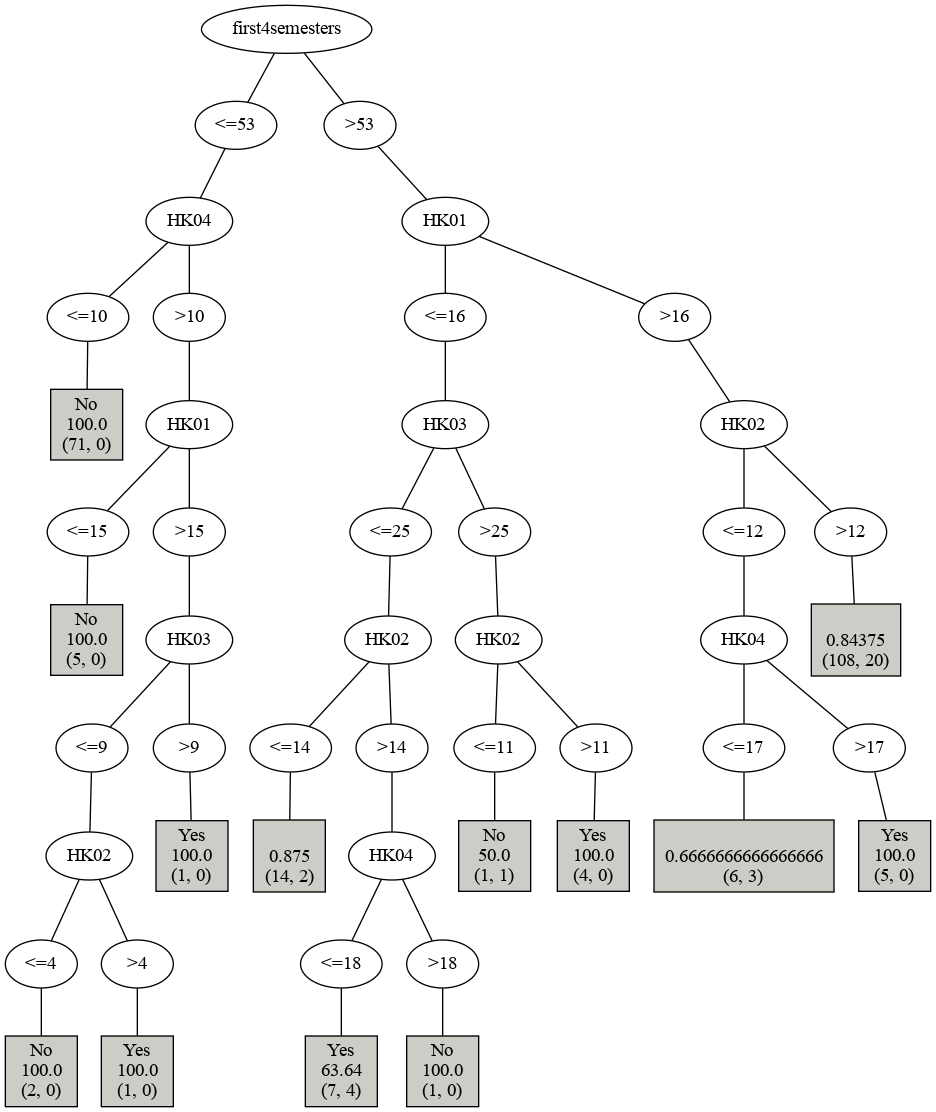 first4semesters
<=53
>53
HK04
HK01
<=10
>10
<=16
>16
No
100.0
(71, 0)
HK01
HK03
HK02
<=15
>15
<=25
>25
<=12
>12
No
100.0
(5, 0)
HK03
HK02
HK02
HK04
0.84375
(108, 20)
<=9
>9
<=14
>14
<=11
>11
<=17
>17
HK02
Yes
100.0
(1, 0)
0.875
(14, 2)
HK04
No
50.0
(1, 1)
Yes
100.0
(4, 0)
0.6666666666666666
(6, 3)
Yes
100.0
(5, 0)
<=4
>4
<=18
>18
No
100.0
(2, 0)
Yes
100.0
(1, 0)
Yes
63.64
(7, 4)
No
100.0
(1, 0)